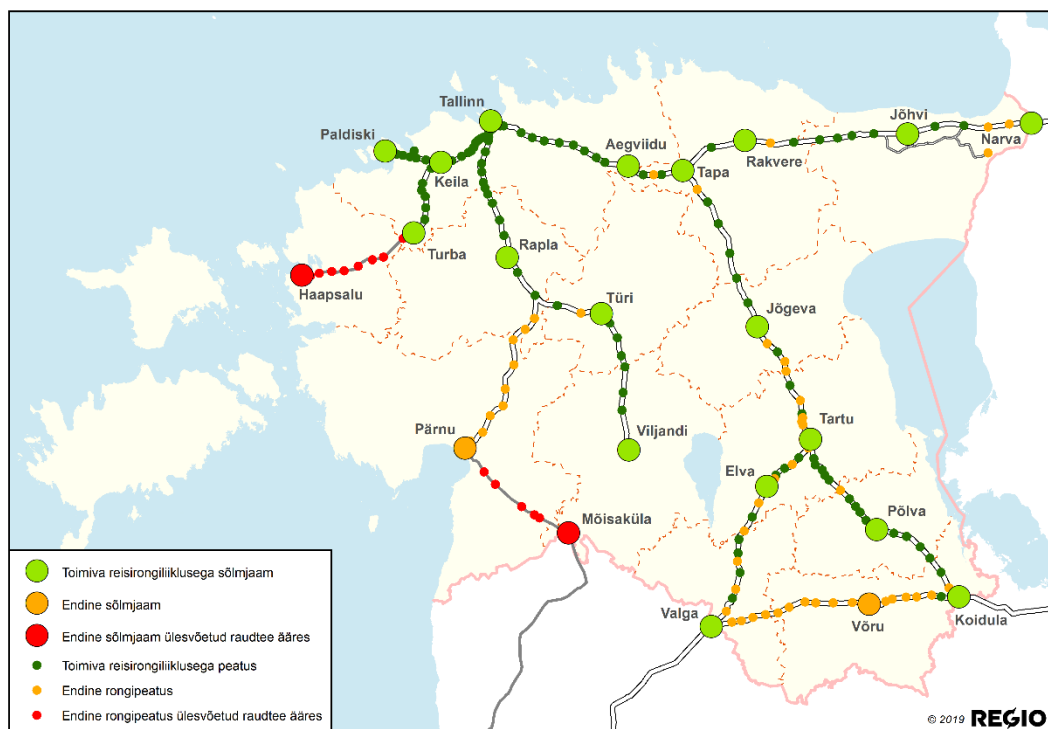 Tallinn
Paldiski
Keila
Aegviidu
Tapa
Rakvere
Jõhvi
Narva
Turba
Rapla
Haapsalu
Türi
Jõgeva
Pärnu
Viljandi
Tartu
Elva
Põlva
Mõisaküla
Valga
Võru
Koidula
Toimiva reisirongiliiklusega sõlmjaam
Endine sõlmjaam
Endine sõlmjaam ülesvõetud raudtee ääres
Toimiva reisirongiliiklusega peatus
Endine rongipeatus
Endine rongipeatus ülesvõetud raudtee ääres
© 2019 REGIO